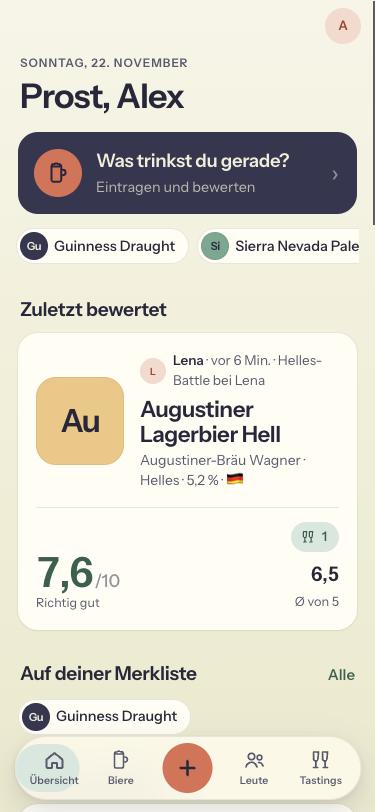 A
SONNTAG, 22. NOVEMBER
Prost, Alex
Was trinkst du gerade?
Eintragen und bewerten
Gu Guinness Draught
Si Sierra Nevada Pale
Zuletzt bewertet
L Lena · vor 6 Min. · Helles-
Battle bei Lena
Au
Augustiner
Lagerbier Hell
Augustiner-Bräu Wagner ·
Helles · 5,2 % ·
1
7,6/10
6,5
Richtig gut
Ø von 5
Auf deiner Merkliste
Alle
Gu Guinness Draught
Übersicht
Biere
Leute
Tastings